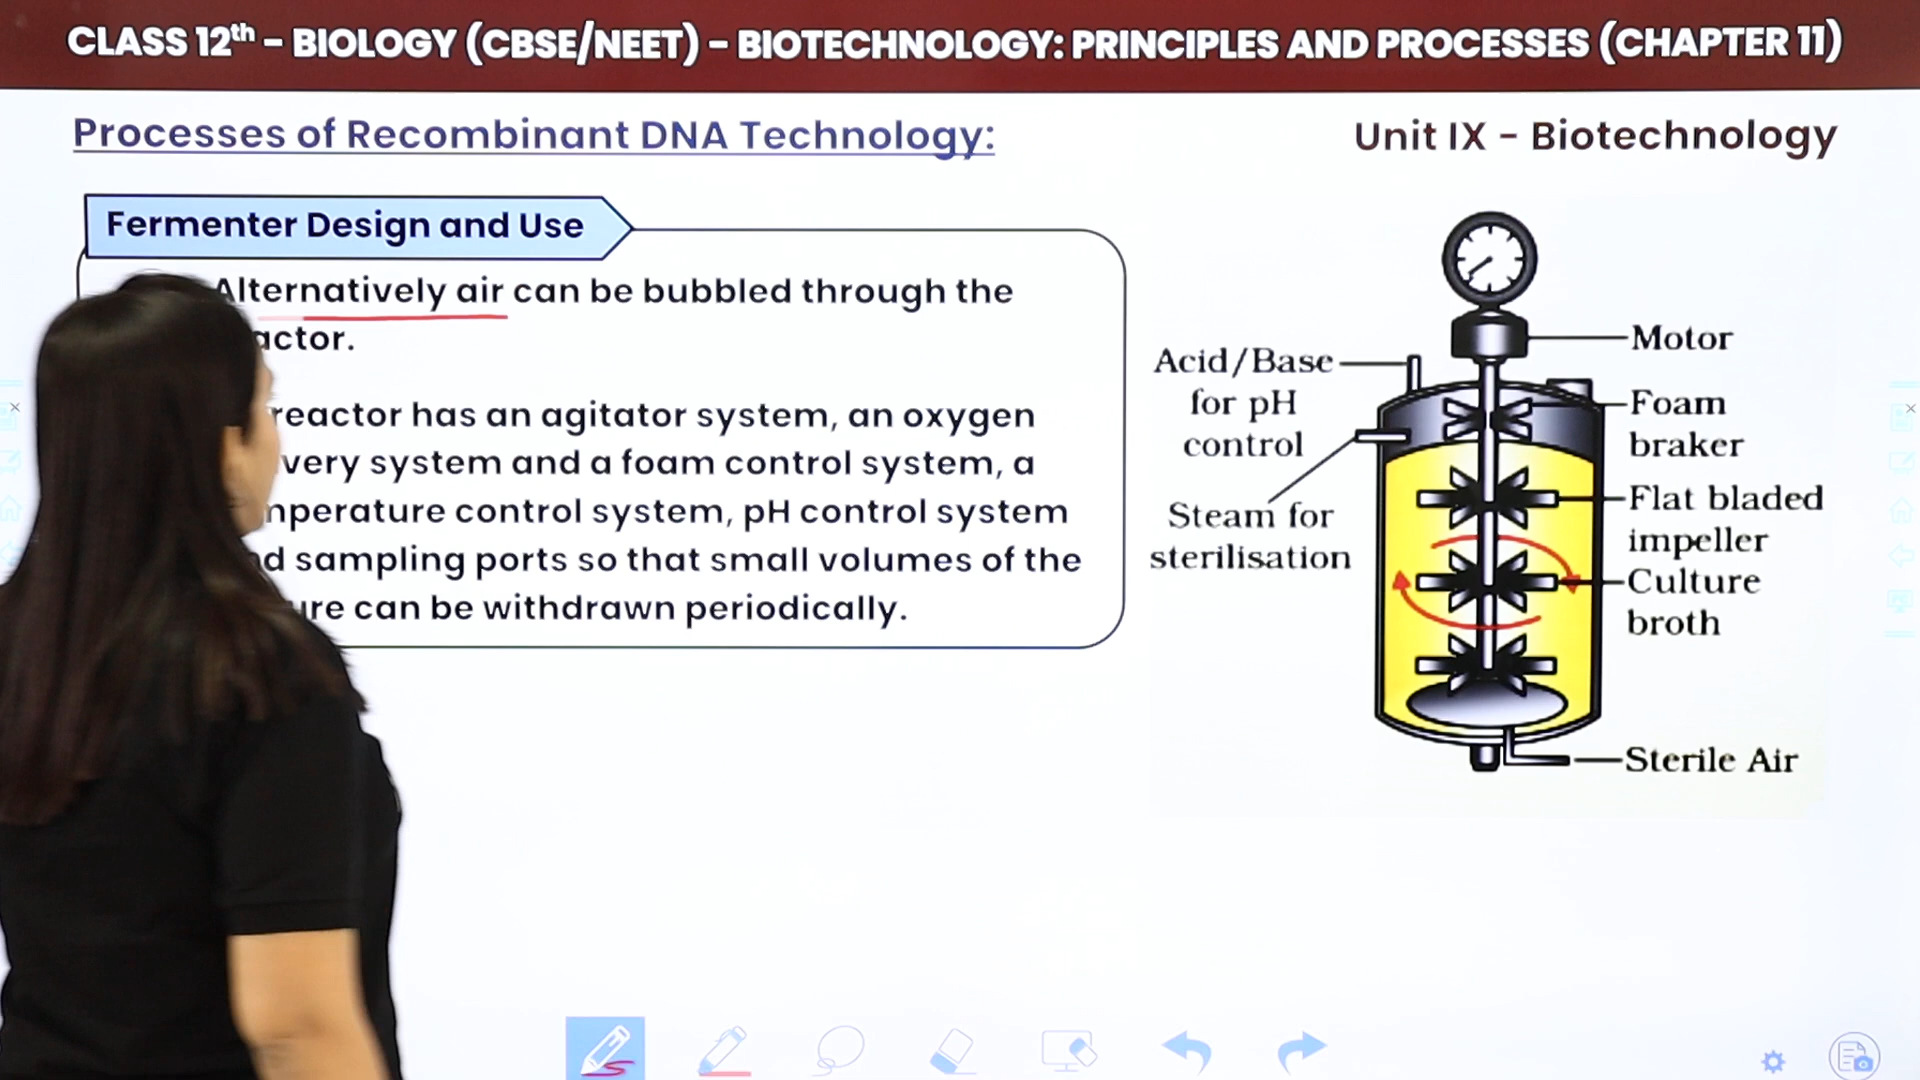 CLASS 12th – BIOLOGY (CBSE/NEET) – BIOTECHNOLOGY: PRINCIPLES AND PROCESSES (CHAPTER 11)
Processes of Recombinant DNA Technology:
Unit IX – Biotechnology
Fermenter Design and Use
Alternatively air can be bubbled through the
actor.
reactor has an agitator system, an oxygen
very system and a foam control system, a
mperature control system, pH control system
nd sampling ports so that small volumes of the
ure can be withdrawn periodically.
Acid/Base
for pH
control
Steam for
sterilisation
Motor
Foam
braker
Flat bladed
impeller
Culture
broth
Sterile Air